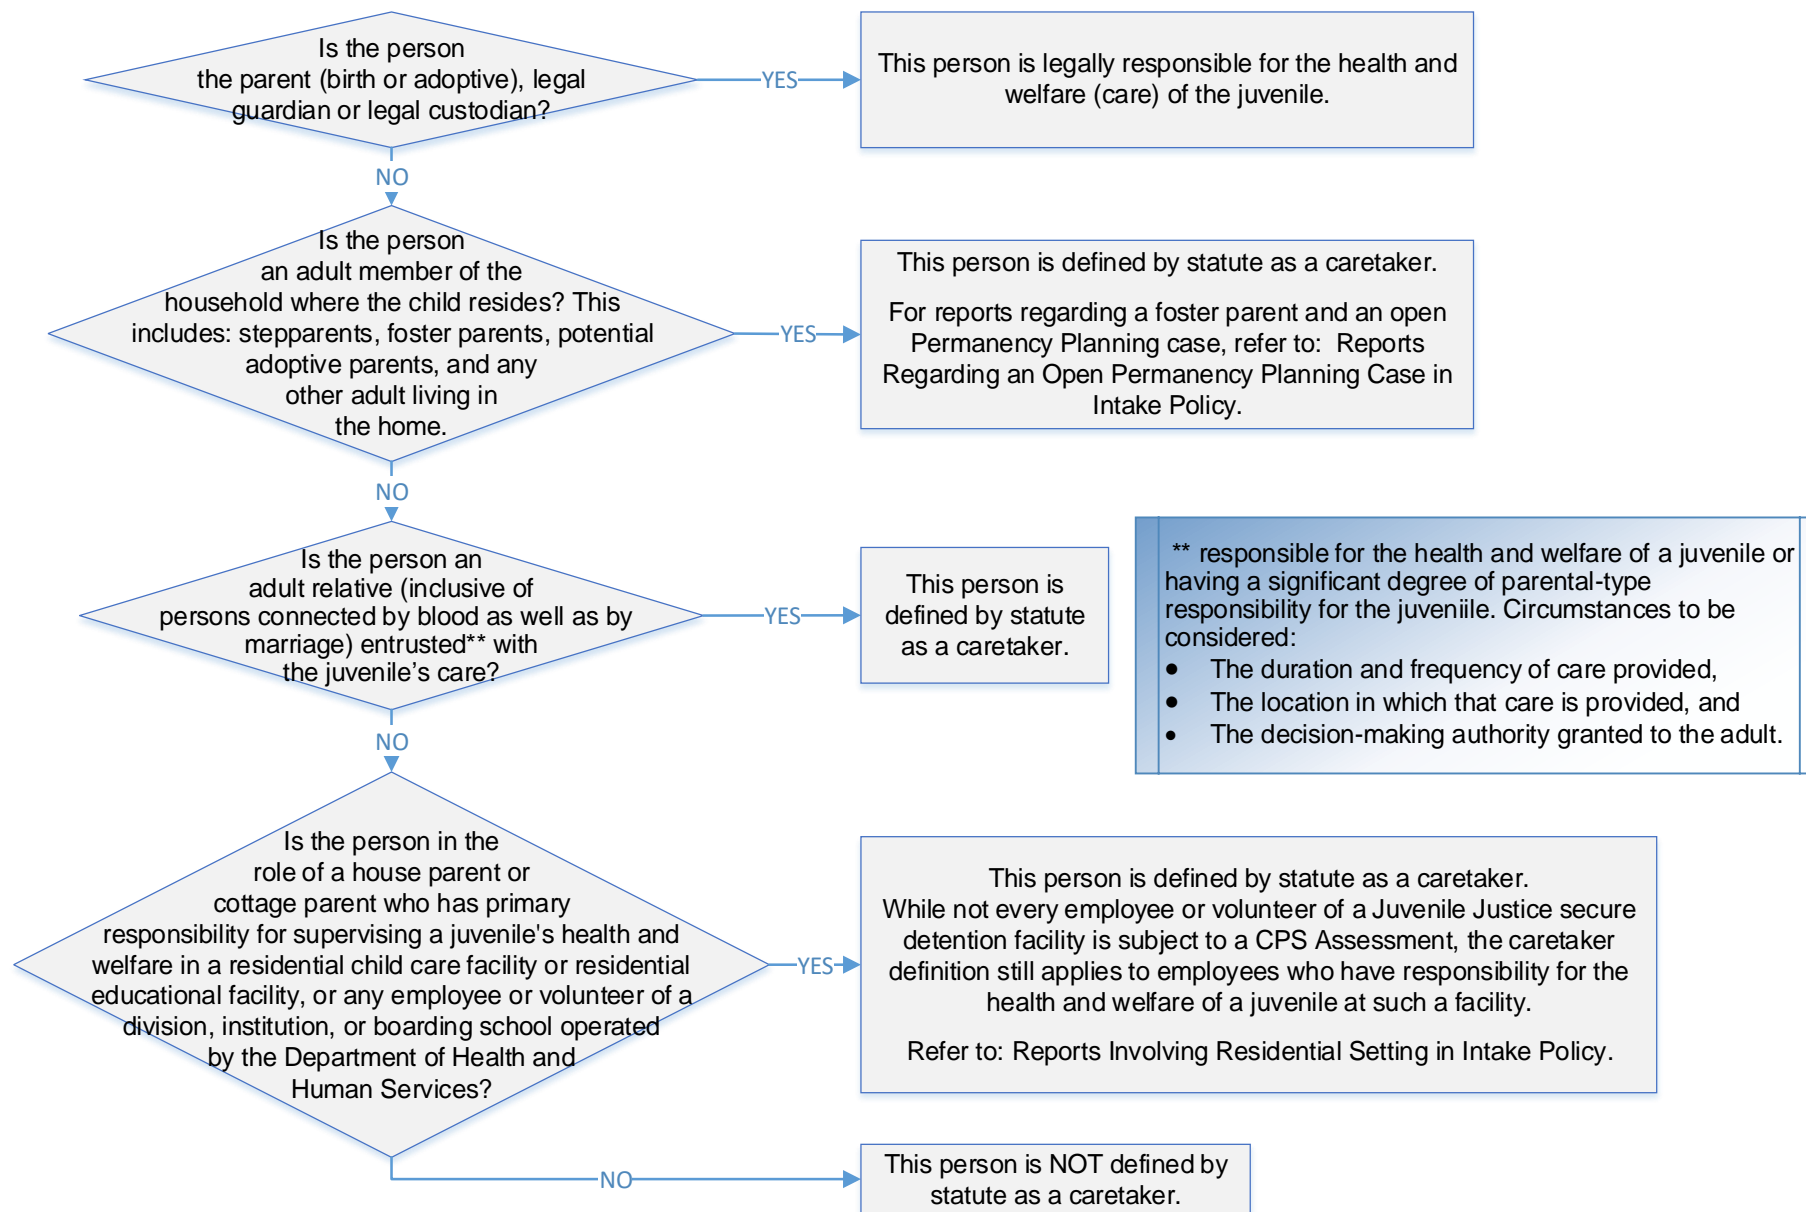 Is the person
the parent (birth or adoptive), legal
guardian or legal custodian?
YES
This person is legally responsible for the health and
welfare (care) of the juvenile.
NO
Is the person
an adult member of the
household where the child resides? This
includes: stepparents, foster parents, potential
adoptive parents, and any
other adult living in
the home.
YES
This person is defined by statute as a caretaker.
For reports regarding a foster parent and an open
Permanency Planning case, refer to: Reports
Regarding an Open Permanency Planning Case in
Intake Policy.
NO
Is the person an
adult relative (inclusive of
persons connected by blood as well as by
marriage) entrusted** with
the juvenile's care?
YES
This person is
defined by statute
as a caretaker.
** responsible for the health and welfare of a juvenile or
having a significant degree of parental-type
responsibility for the juveniile. Circumstances to be
considered:
• The duration and frequency of care provided,
• The location in which that care is provided, and
• The decision-making authority granted to the adult.
NO
Is the person in the
role of a house parent or
cottage parent who has primary
responsibility for supervising a juvenile's health and
welfare in a residential child care facility or residential
educational facility, or any employee or volunteer of a
division, institution, or boarding school operated
by the Department of Health and
Human Services?
YES
This person is defined by statute as a caretaker.
While not every employee or volunteer of a Juvenile Justice secure
detention facility is subject to a CPS Assessment, the caretaker
definition still applies to employees who have responsibility for the
health and welfare of a juvenile at such a facility.
Refer to: Reports Involving Residential Setting in Intake Policy.
NO
This person is NOT defined by
statute as a caretaker.